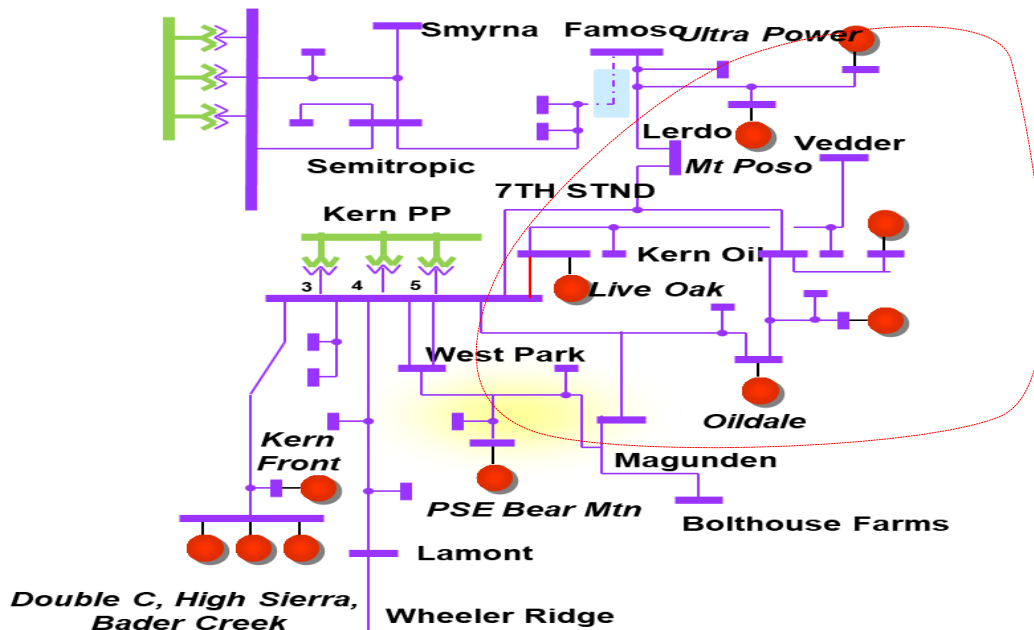 Smyrna
Famoso
Ultra Power
Lerdo
Vedder
Mt Poso
Semitropic
7TH STND
Kern PP
Kern Oil
3
4
5
Live Oak
West Park
Oildale
Kern
Front
Magunden
PSE Bear Mtn
Bolthouse Farms
Lamont
Double C, High Sierra,
Bader Creek
Wheeler Ridge